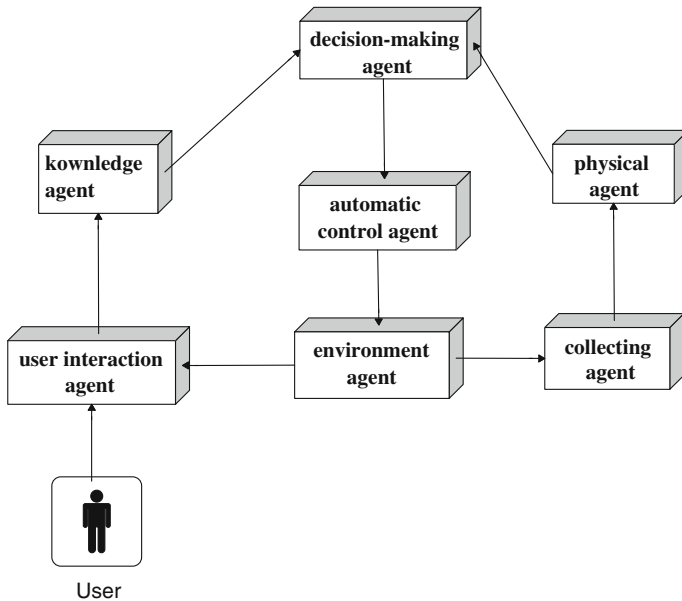 decision-making
agent
kownledge
agent
physical
agent
automatic
control agent
user interaction
agent
environment
agent
collecting
agent
User